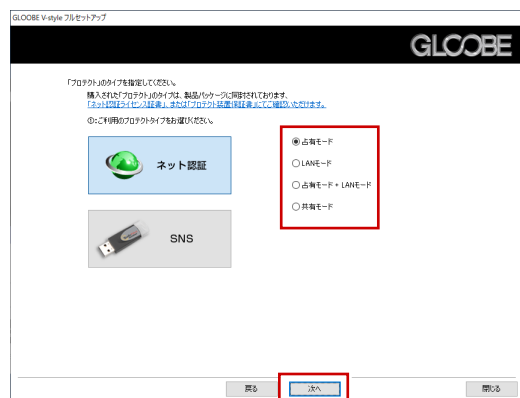 GLOOBE V-style フルセットアップ
GLOOBE
「プロテクト」のタイプを指定してください。
購入された「プロテクト」のタイプは、製品パッケージに同封されております、
「ネット認証ライセンス証書」、または「プロテクト装置保証書」にてご確認いただけます。
①:ご利用のプロテクトタイプをお選びください。
ネット認証
SNS
占有モード
LANモード
占有モード + LANモード
共有モード
戻る
次へ
閉じる